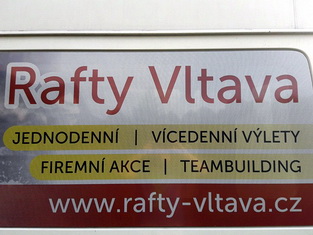 Rafty Vltava
JEDNODENNÍ | VÍCEDENNÍ VÝLETY
FIREMNÍ AKCE | TEAMBUILDING
www.rafty-vltava.cz